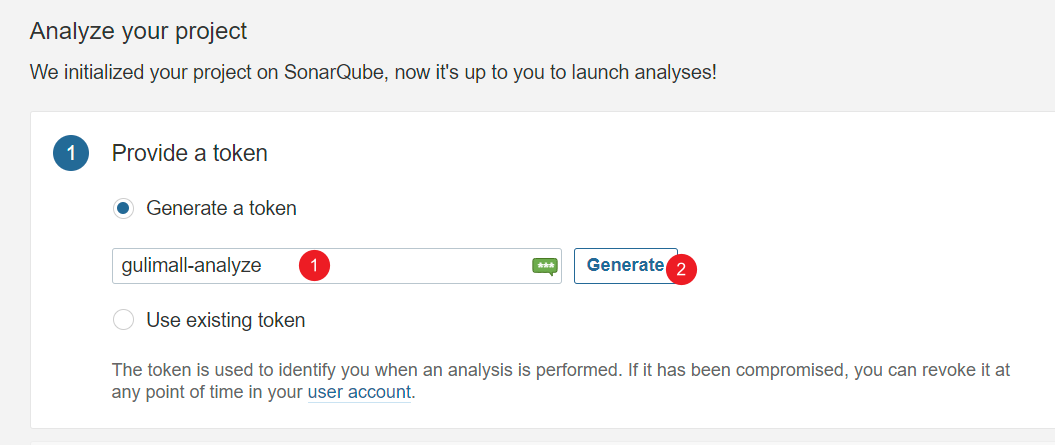 Analyze your project
We initialized your project on SonarQube, now it's up to you to launch analyses!
1 Provide a token
Generate a token
gulimall-analyze 1 *** Generate 2
Use existing token
The token is used to identify you when an analysis is performed. If it has been compromised, you can revoke it at
any point of time in your user account.